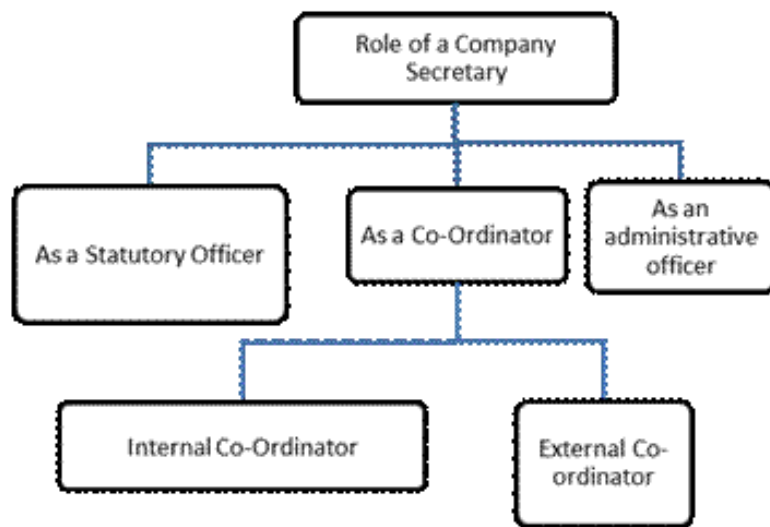 Role of a Company
Secretary
As a Statutory Officer
As a Co-Ordinator
As an
administrative
officer
Internal Co-Ordinator
External Co-
ordinator